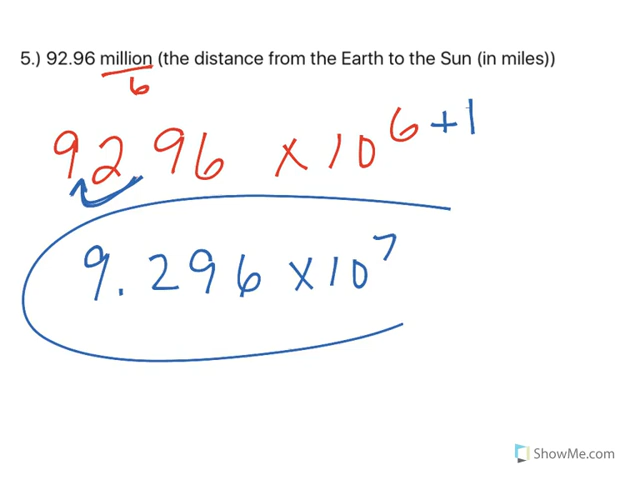 5.) 92.96 million (the distance from the Earth to the Sun (in miles))
6
92.96 x 10^6+1
9.296 x 10^7
ShowMe.com